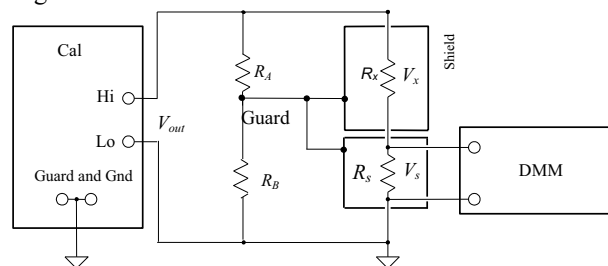 Cal
Hi
Lo
Guard and Gnd
V_out
R_A
Guard
R_B
R_x
V_x
Shield
R_s
V_s
DMM